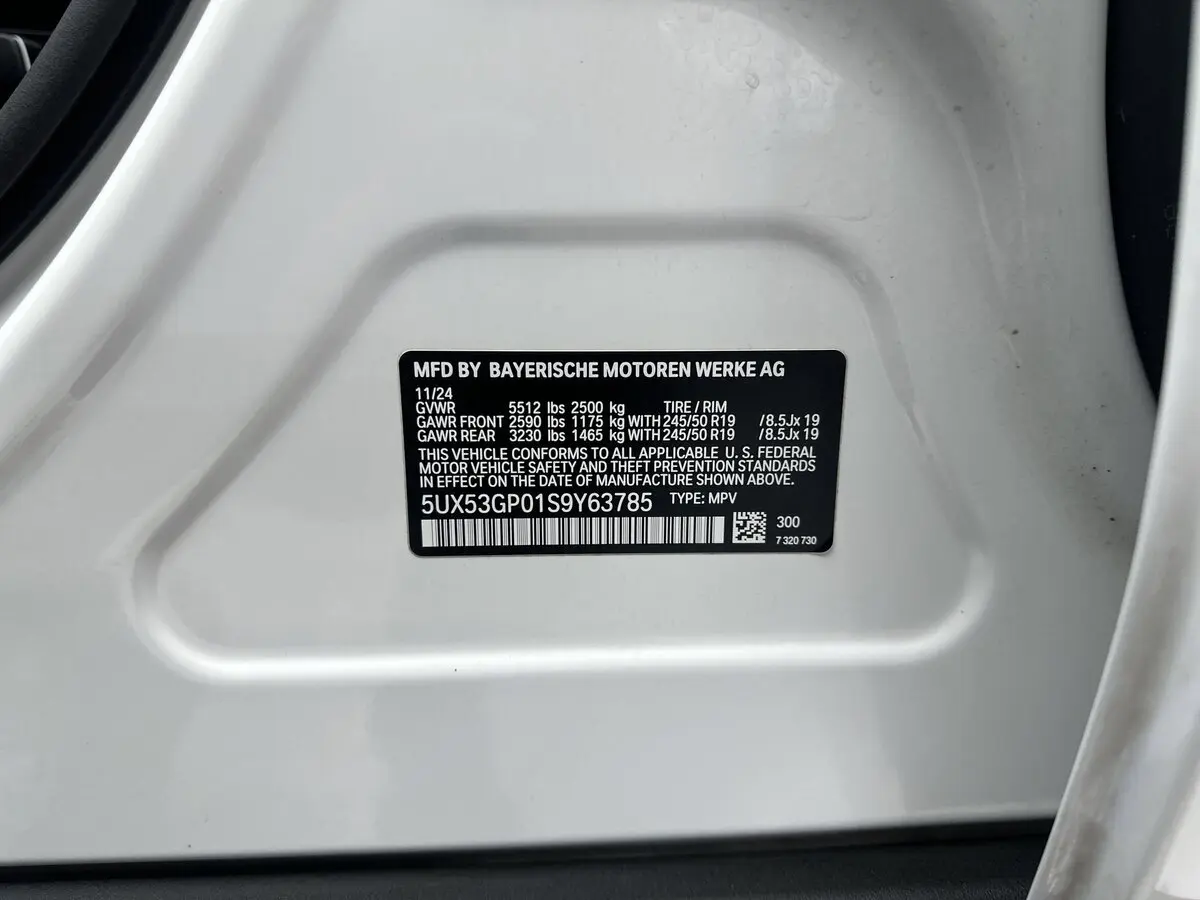 MFD BY BAYERISCHE MOTOREN WERKE AG
11/24
GVWR 5512 lbs 2500 kg TIRE / RIM
GAWR FRONT 2590 lbs 1175 kg WITH 245/50 R19 /8.5Jx 19
GAWR REAR 3230 lbs 1465 kg WITH 245/50 R19 /8.5Jx 19
THIS VEHICLE CONFORMS TO ALL APPLICABLE U. S. FEDERAL
MOTOR VEHICLE SAFETY AND THEFT PREVENTION STANDARDS
IN EFFECT ON THE DATE OF MANUFACTURE SHOWN ABOVE.
5UX53GP01S9Y63785 TYPE: MPV
300
7 320 730